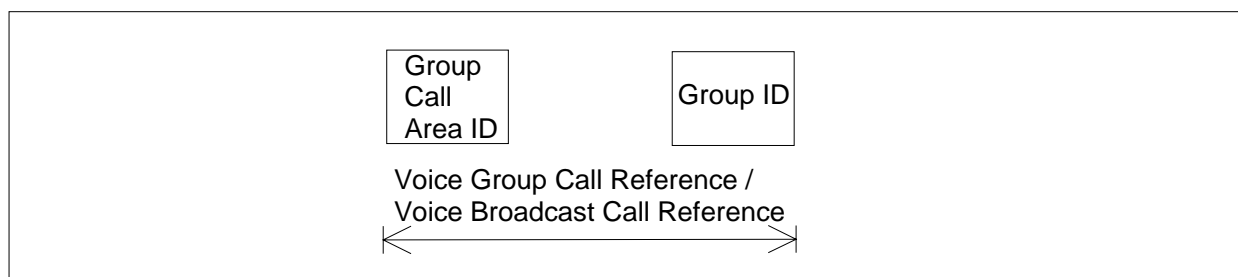 Group
Call
Area ID
Group ID
Voice Group Call Reference /
Voice Broadcast Call Reference